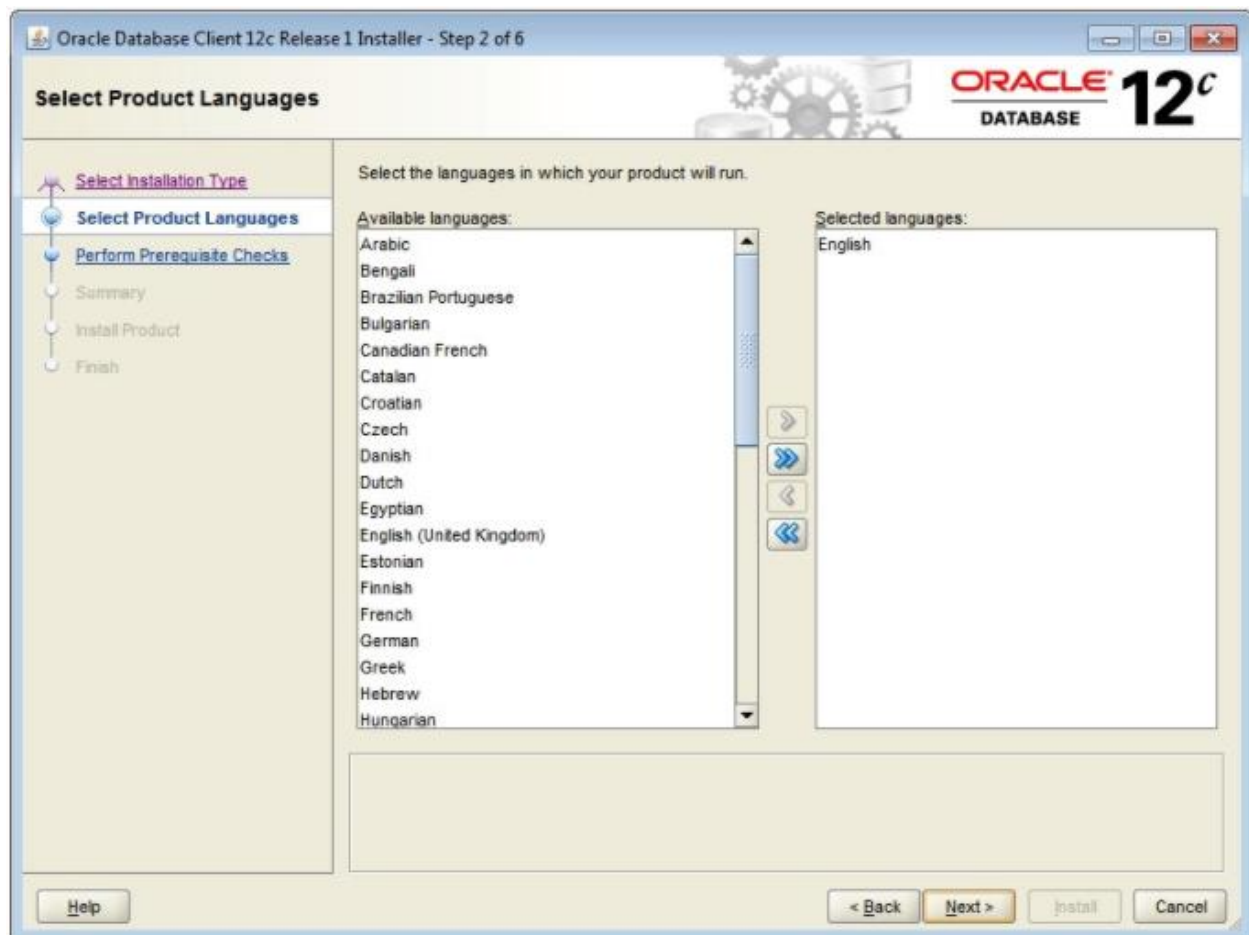 Oracle Database Client 12c Release 1 Installer - Step 2 of 6
Select Product Languages
ORACLE
DATABASE
12c
Select Installation Type
Select Product Languages
Perform Prerequisite Checks
Summary
Install Product
Finish
Select the languages in which your product will run.
Available languages:
Arabic
Bengali
Brazilian Portuguese
Bulgarian
Canadian French
Catalan
Croatian
Czech
Danish
Dutch
Egyptian
English (United Kingdom)
Estonian
Finnish
French
German
Greek
Hebrew
Hungarian
Selected languages:
English
Help
< Back
Next >
Install
Cancel